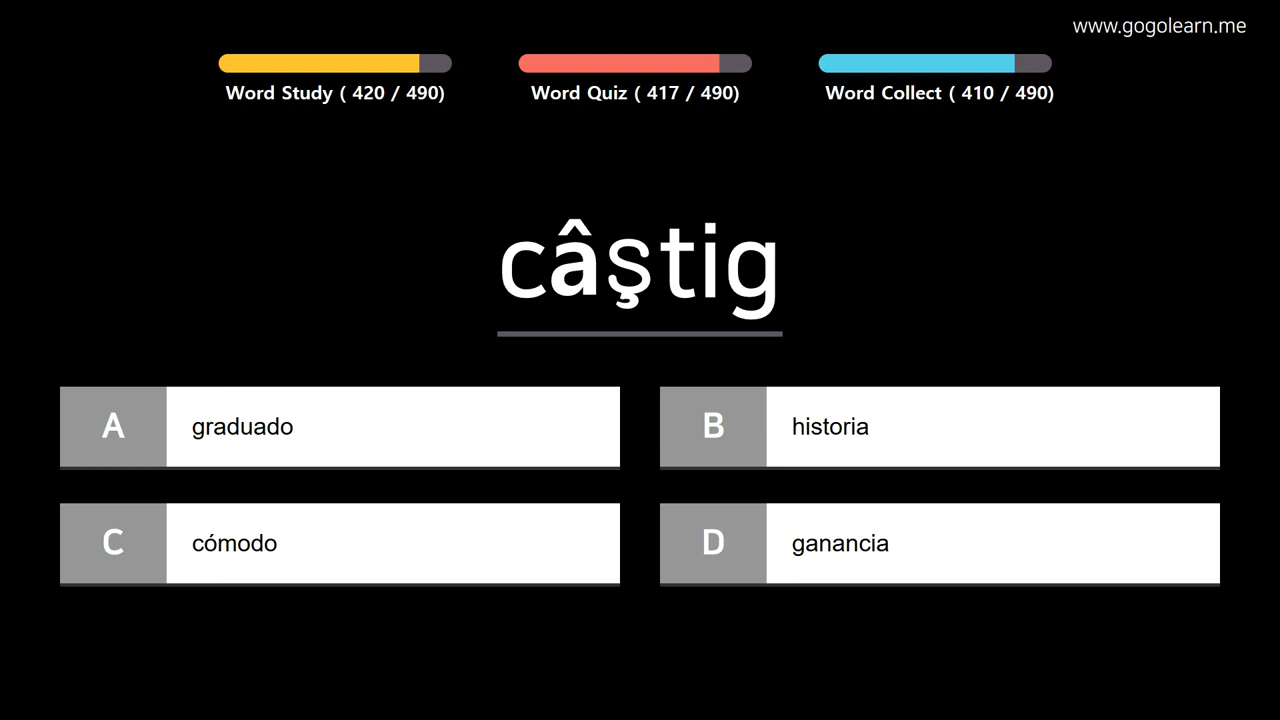 www.gogolearn.me
Word Study ( 420 / 490)
Word Quiz ( 417 / 490)
Word Collect ( 410 / 490)
câştig
A graduado
B historia
C cómodo
D ganancia